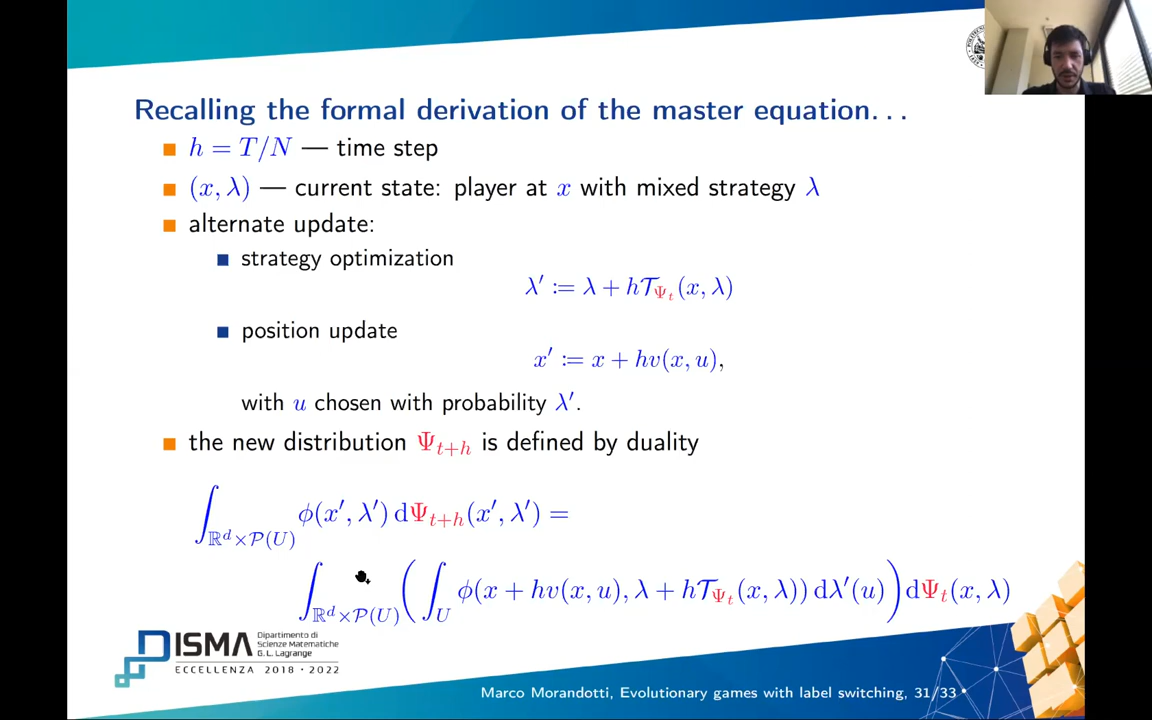 Recalling the formal derivation of the master equation. . .
h = T/N — time step
(x, λ) — current state: player at x with mixed strategy λ
alternate update:
strategy optimization
λ′ := λ + h𝒯_{Ψ_t}(x, λ)
position update
x′ := x + hv(x, u),
with u chosen with probability λ′.
the new distribution Ψ_{t+h} is defined by duality
∫_{ℝ^d×𝒫(U)} ϕ(x′, λ′) dΨ_{t+h}(x′, λ′) =
∫_{ℝ^d×𝒫(U)} ( ∫_U ϕ(x + hv(x, u), λ + h𝒯_{Ψ_t}(x, λ)) dλ′(u) ) dΨ_t(x, λ)
DISMA
Dipartimento di
Scienze Matematiche
G. L. Lagrange
ECCELLENZA 2018 · 2022
Marco Morandotti, Evolutionary games with label switching, 31/33